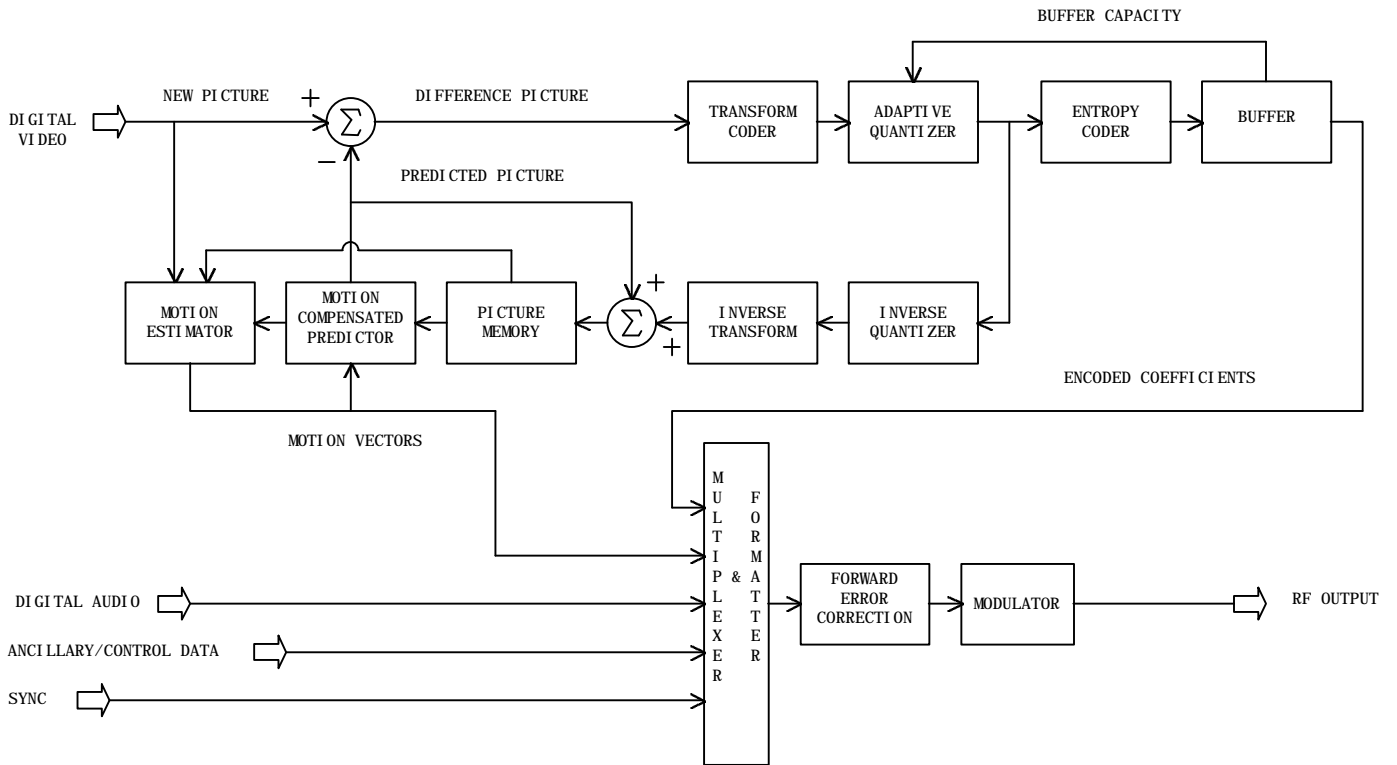 BUFFER CAPACITY
NEW PICTURE
+
DIFFERENCE PICTURE
DIGITAL
VIDEO
Σ
TRANSFORM
CODER
ADAPTIVE
QUANTIZER
ENTROPY
CODER
BUFFER
—
PREDICTED PICTURE
MOTION
ESTIMATOR
MOTION
COMPENSATED
PREDICTOR
PICTURE
MEMORY
+
Σ
+
INVERSE
TRANSFORM
INVERSE
QUANTIZER
ENCODED COEFFICIENTS
MOTION VECTORS
MULTIPLEXER
&
FORMATTER
FORWARD
ERROR
CORRECTION
MODULATOR
RF OUTPUT
DIGITAL AUDIO
ANCILLARY/CONTROL DATA
SYNC